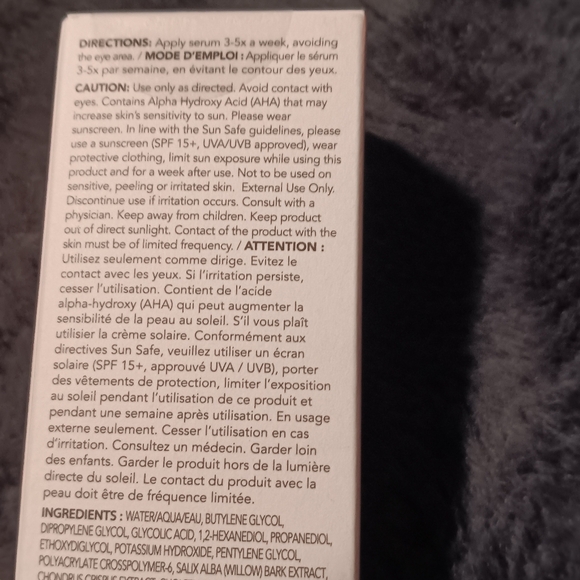 DIRECTIONS: Apply serum 3-5x a week, avoiding
the eye area. / MODE D'EMPLOI : Appliquer le sérum
3-5x par semaine, en évitant le contour des yeux.
CAUTION: Use only as directed. Avoid contact with
eyes. Contains Alpha Hydroxy Acid (AHA) that may
increase skin's sensitivity to sun. Please wear
sunscreen. In line with the Sun Safe guidelines, please
use a sunscreen (SPF 15+, UVA/UVB approved), wear
protective clothing, limit sun exposure while using this
product and for a week after use. Not to be used on
sensitive, peeling or irritated skin. External Use Only.
Discontinue use if irritation occurs. Consult with a
physician. Keep away from children. Keep product
out of direct sunlight. Contact of the product with the
skin must be of limited frequency. / ATTENTION :
Utilisez seulement comme dirige. Evitez le
contact avec les yeux. Si l'irritation persiste,
cesser l'utilisation. Contient de l'acide
alpha-hydroxy (AHA) qui peut augmenter la
sensibilité de la peau au soleil. S'il vous plaît
utilisier la crème solaire. Conformément aux
directives Sun Safe, veuillez utiliser un écran
solaire (SPF 15+, approuvé UVA / UVB), porter
des vêtements de protection, limiter l'exposition
au soleil pendant l'utilisation de ce produit et
pendant une semaine après utilisation. En usage
externe seulement. Cesser l'utilisation en cas
d'irritation. Consultez un médecin. Garder loin
des enfants. Garder le produit hors de la lumière
directe du soleil. Le contact du produit avec la
peau doit être de fréquence limitée.
INGREDIENTS : WATER/AQUA/EAU, BUTYLENE GLYCOL,
DIPROPYLENE GLYCOL, GLYCOLIC ACID, 1,2-HEXANEDIOL, PROPANEDIOL,
ETHOXYDIGLYCOL, POTASSIUM HYDROXIDE, PENTYLENE GLYCOL,
POLYACRYLATE CROSSPOLYMER-6, SALIX ALBA (WILLOW) BARK EXTRACT,
CHONDRUS CRISPUS EXTRACT,